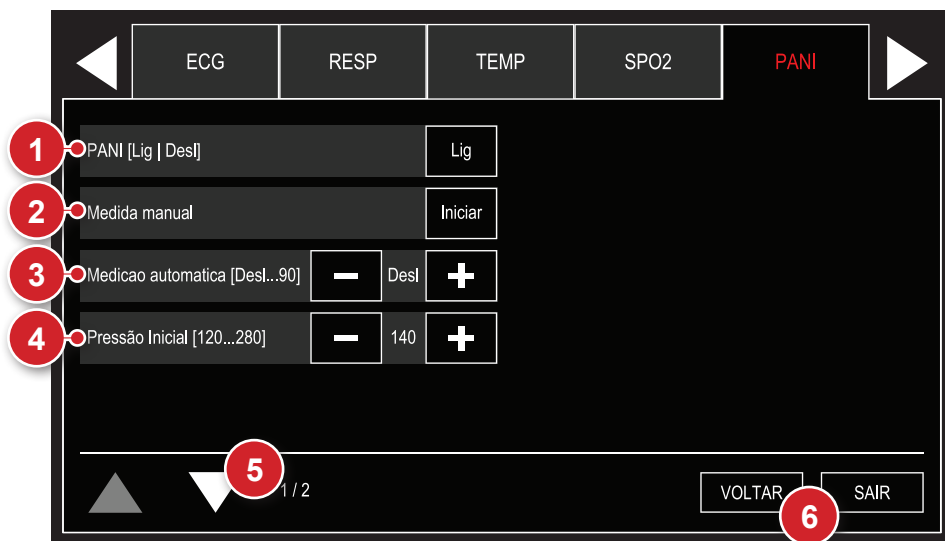 ECG RESP TEMP SPO2 PANI
1 PANI [Lig | Desl] Lig
2 Medida manual Iniciar
3 Medicao automatica [Desl...90] − Desl +
4 Pressão Inicial [120...280] − 140 +
5 1 / 2 VOLTAR SAIR
6